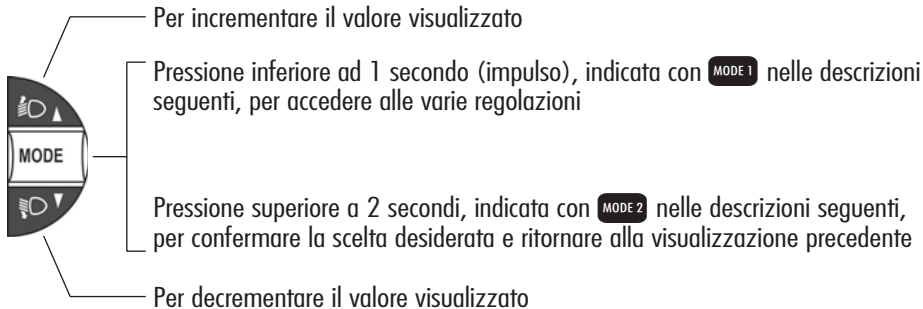 Per incrementare il valore visualizzato
Pressione inferiore ad 1 secondo (impulso), indicata con MODE 1 nelle descrizioni
seguenti, per accedere alle varie regolazioni
MODE
Pressione superiore a 2 secondi, indicata con MODE 2 nelle descrizioni seguenti,
per confermare la scelta desiderata e ritornare alla visualizzazione precedente
Per decrementare il valore visualizzato